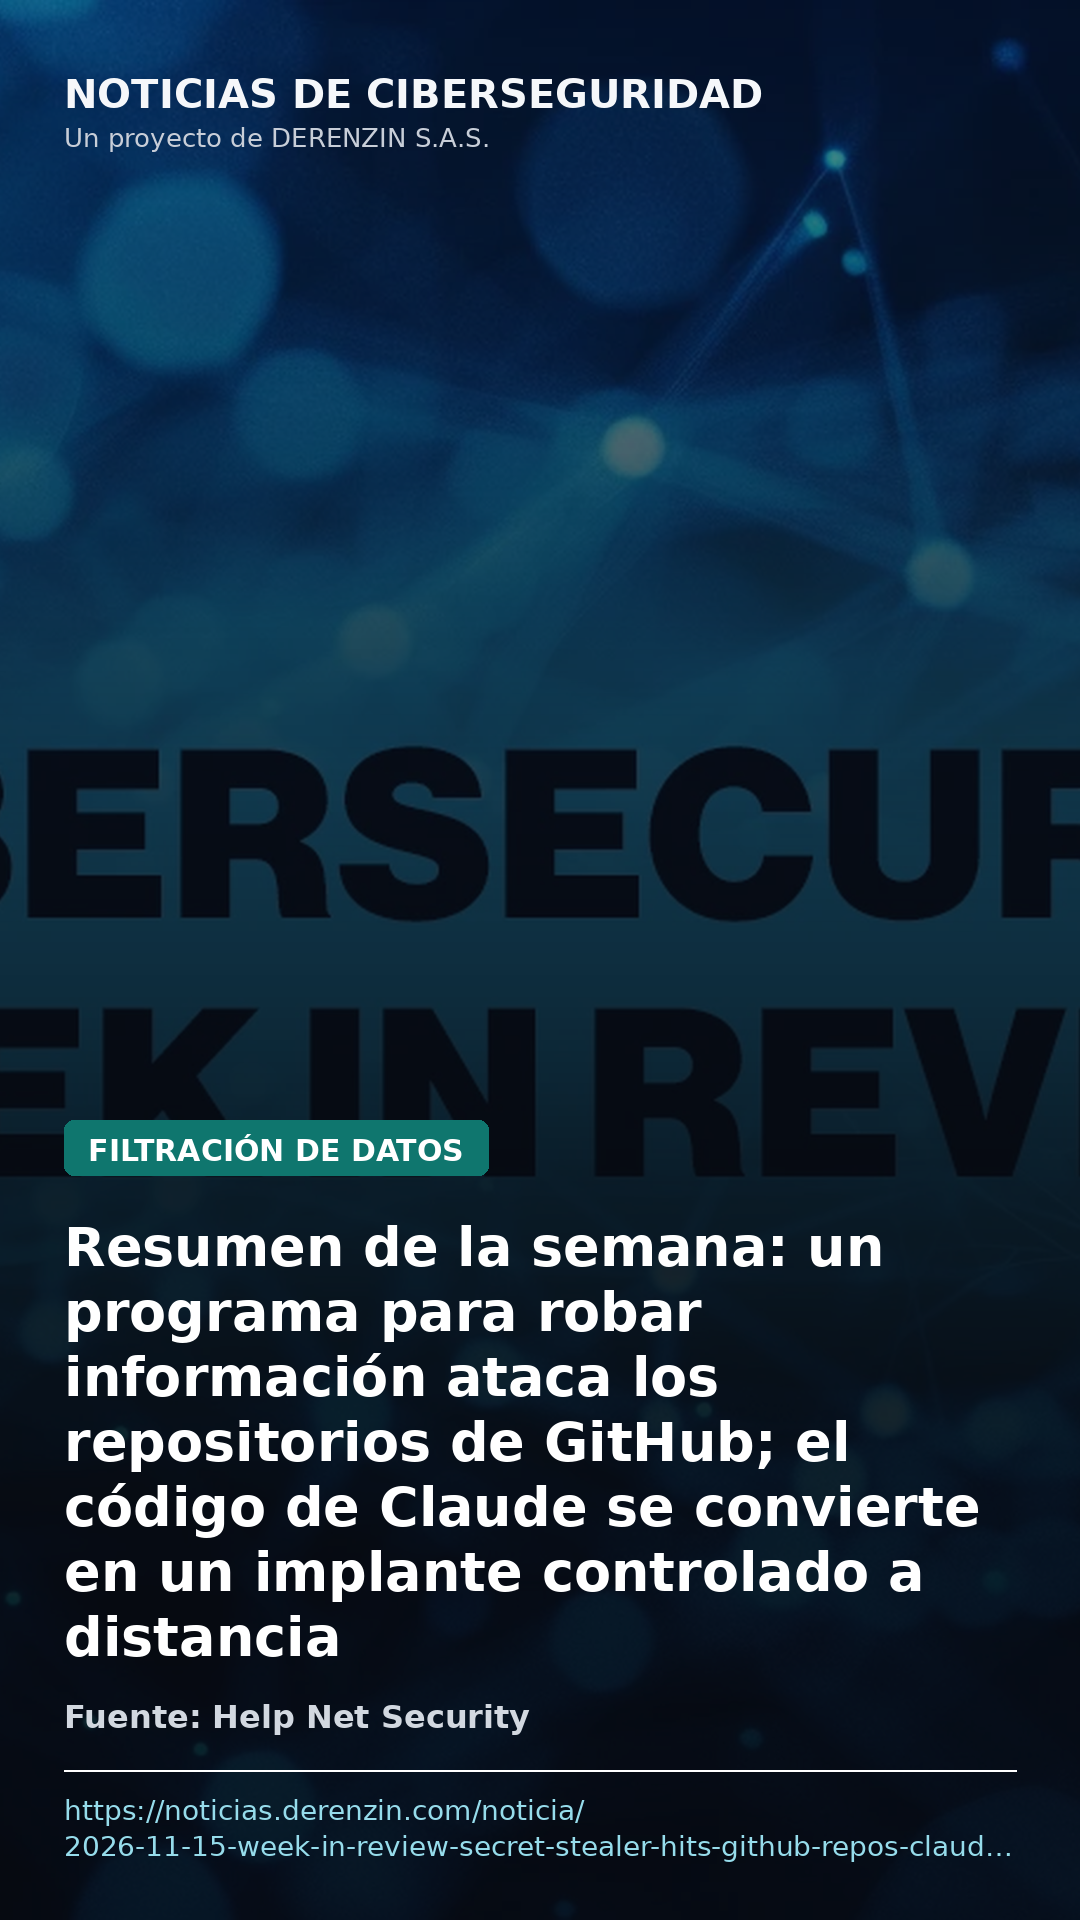 NOTICIAS DE CIBERSEGURIDAD
Un proyecto de DERENZIN S.A.S.
BERSECUR
EK IN REVI
FILTRACIÓN DE DATOS
Resumen de la semana: un
programa para robar
información ataca los
repositorios de GitHub; el
código de Claude se convierte
en un implante controlado a
distancia
Fuente: Help Net Security
https://noticias.derenzin.com/noticia/
2026-11-15-week-in-review-secret-stealer-hits-github-repos-claud…